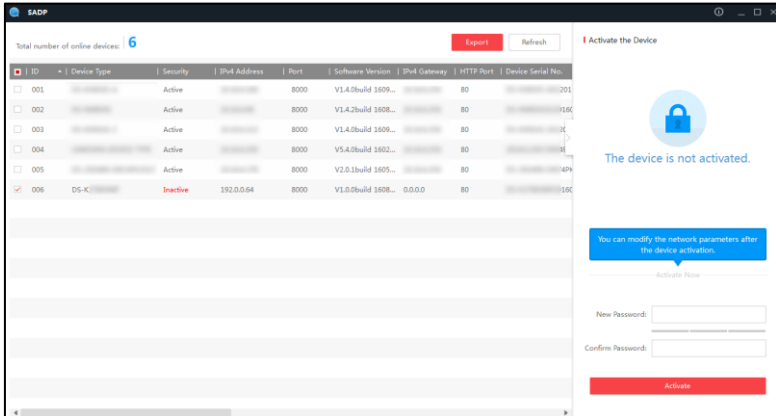 SADP
Total number of online devices: 6
Export
Refresh
ID | Device Type | Security | IPv4 Address | Port | Software Version | IPv4 Gateway | HTTP Port | Device Serial No.
001 Active 8000 V1.4.0build 1609... 80
002 Active 8000 V1.4.2build 1608... 80
003 Active 8000 V1.4.0build 1609... 80
004 Active 8000 V5.4.0build 1602... 80
005 Active 8000 V2.0.1build 1605... 80
006 DS-K Inactive 192.0.0.64 8000 V1.0.0build 1608... 0.0.0.0 80
Activate the Device
The device is not activated.
You can modify the network parameters after
the device activation.
Activate Now
New Password:
Confirm Password:
Activate